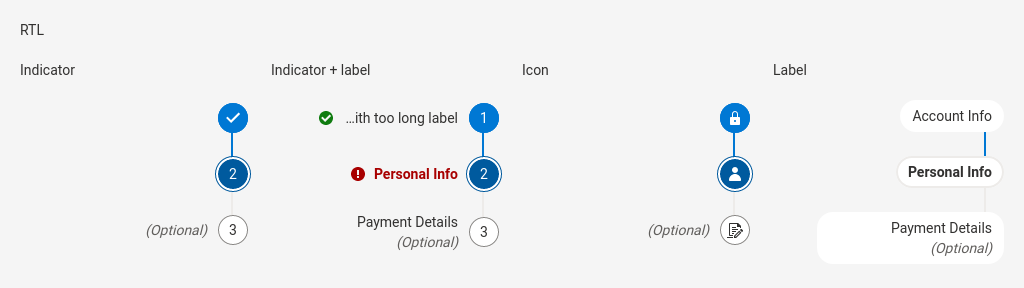 RTL
Indicator
Indicator + label
Icon
Label
2
(Optional) 3
...ith too long label 1
Personal Info 2
Payment Details
(Optional) 3
(Optional)
Account Info
Personal Info
Payment Details
(Optional)